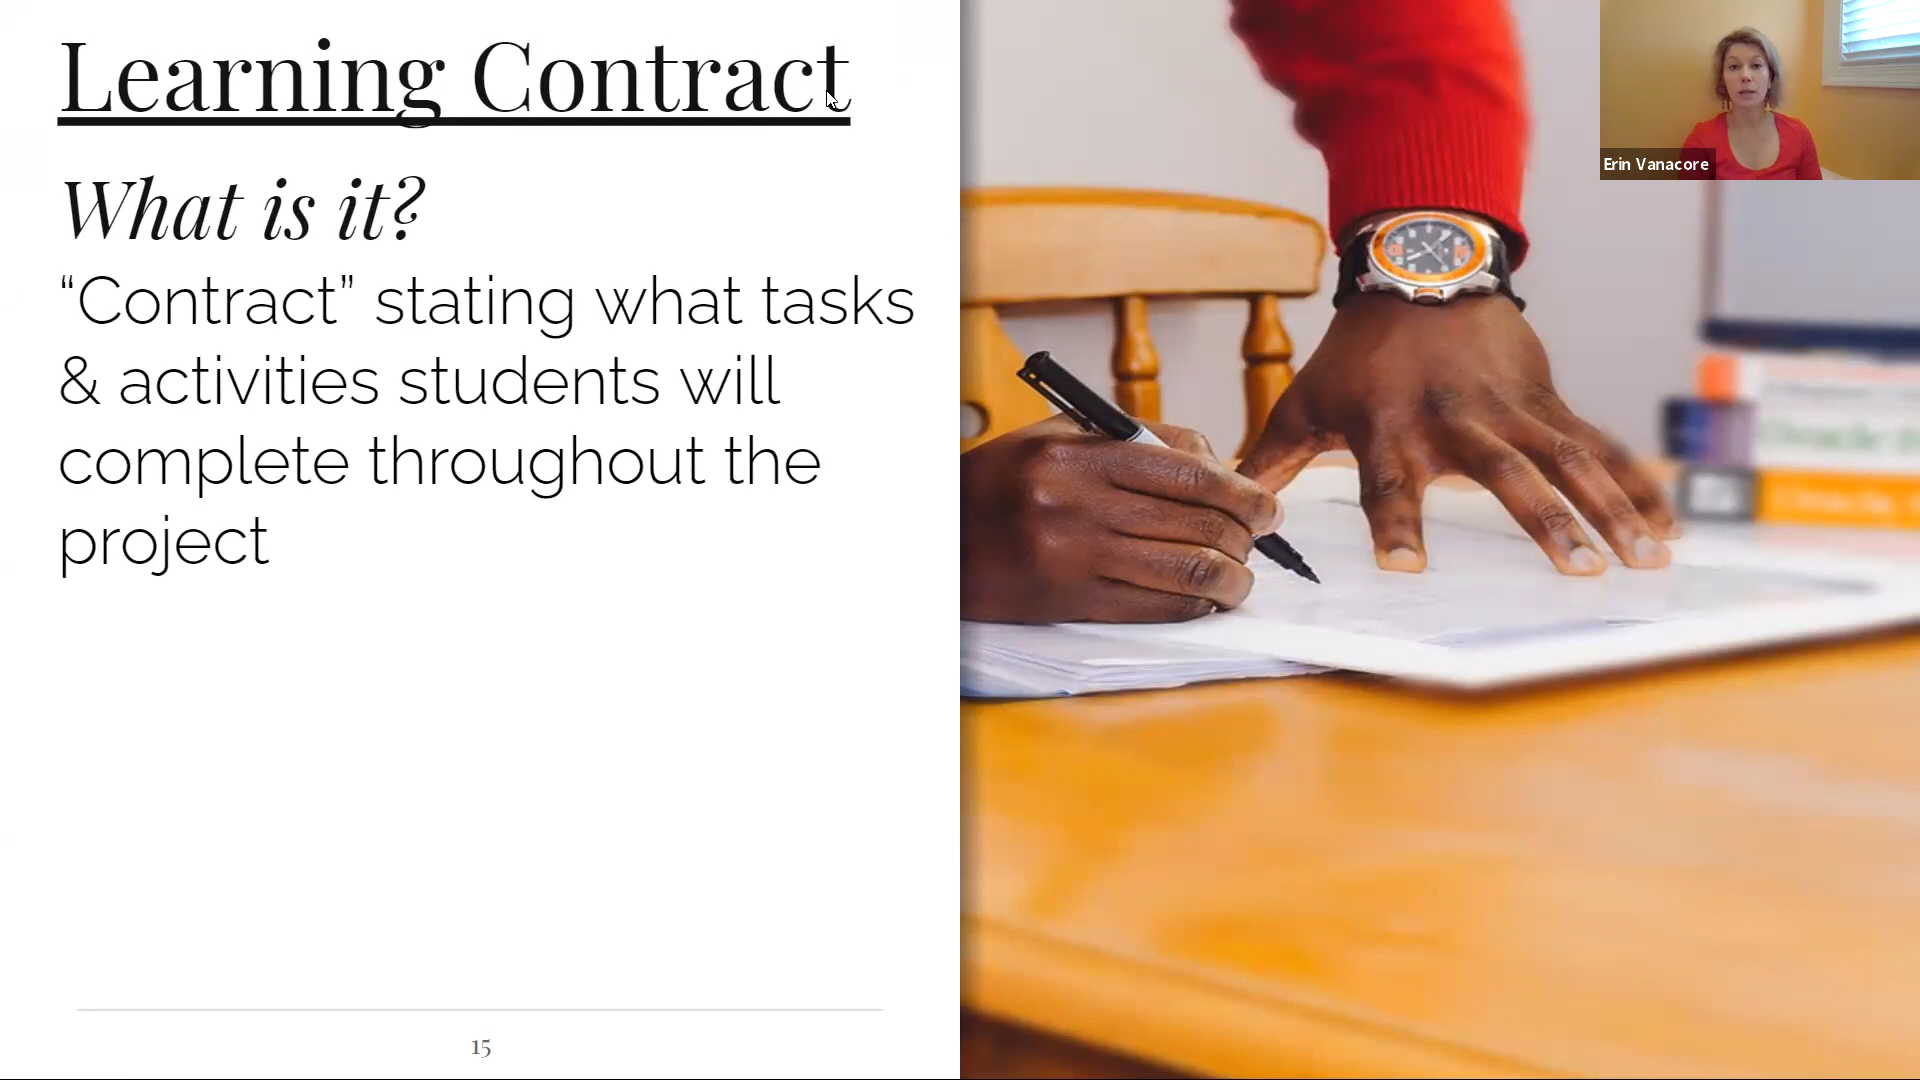 Learning Contract
What is it?
“Contract” stating what tasks
& activities students will
complete throughout the
project
15
Erin Vanacore